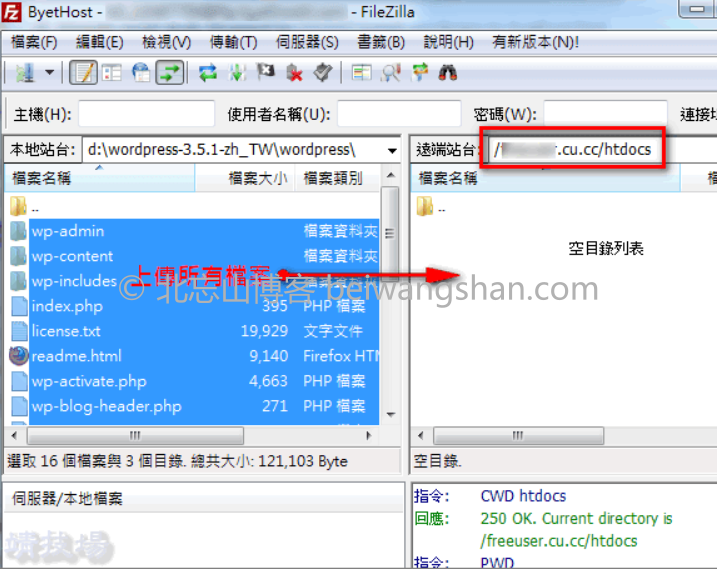 ByetHost - - FileZilla
檔案(F) 編輯(E) 檢視(V) 傳輸(T) 伺服器(S) 書籤(B) 說明(H) 有新版本(N)!
主機(H): 使用者名稱(U): 密碼(W):
本地站台: d:\wordpress-3.5.1-zh_TW\wordpress\
遠端站台: .cu.cc/htdocs
檔案名稱 檔案大小 檔案類別
檔案名稱
..
..
wp-admin 檔案資料夾
wp-content 檔案資料夾
空目錄列表
wp-includes 檔案資料夾
上傳所有檔案
© 北忘山博客 beiwangshan.com
index.php 395 PHP 檔案
license.txt 19,929 文字文件
readme.html 9,140 Firefox HTM
wp-activate.php 4,663 PHP 檔案
wp-blog-header.php 271 PHP 檔案
選取 16 個檔案與 3 個目錄. 總共大小: 121,103 Byte
空目錄.
伺服器/本地檔案
指令: CWD htdocs
回應: 250 OK. Current directory is
/freeuser.cu.cc/htdocs
指令: PWD